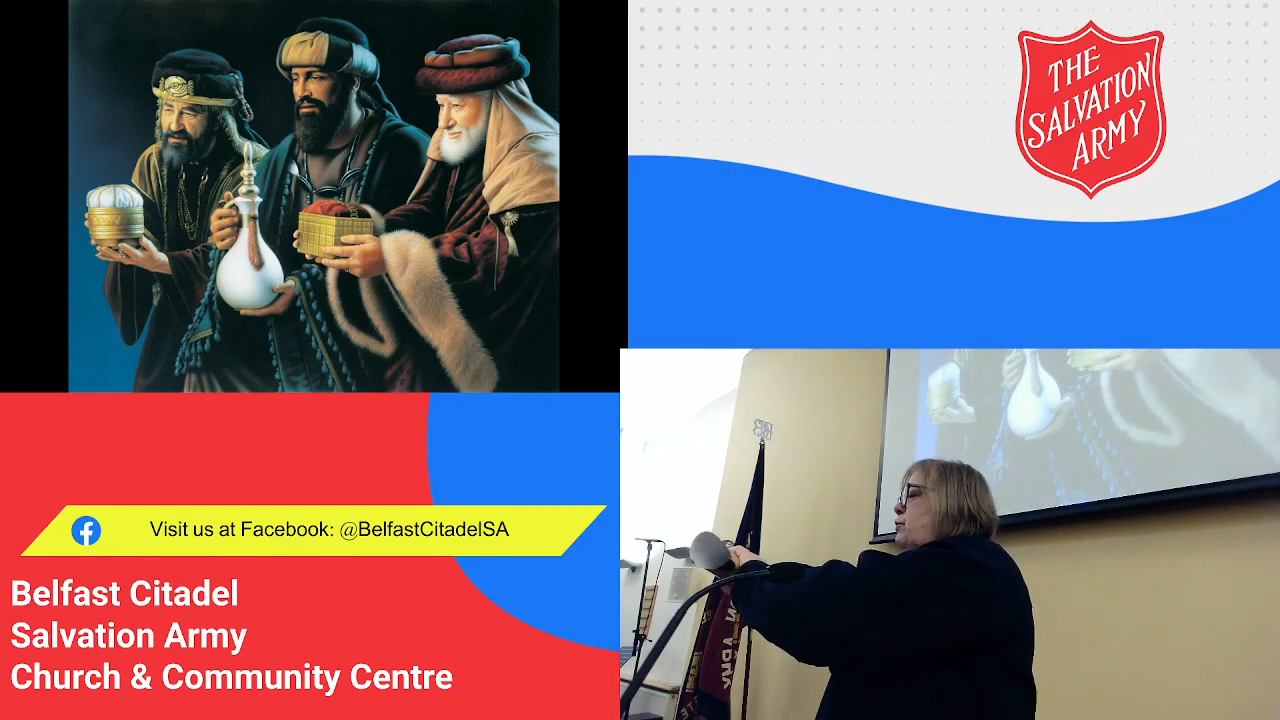 THE
SALVATION
ARMY
Visit us at Facebook: @BelfastCitadelSA
Belfast Citadel
Salvation Army
Church & Community Centre